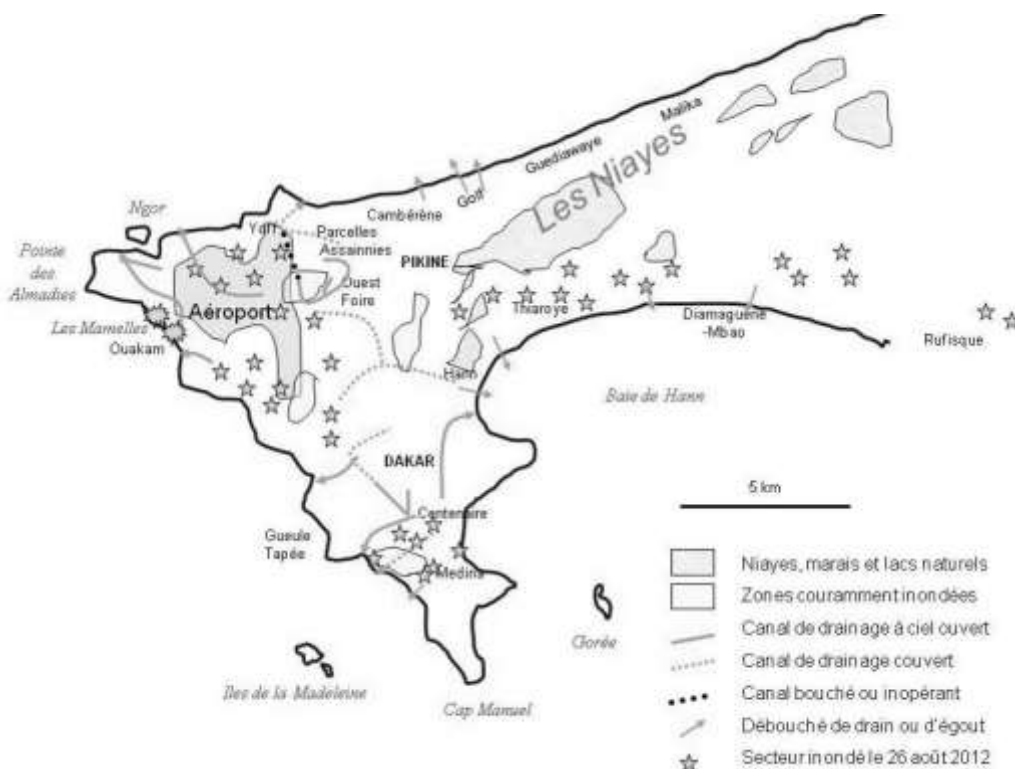 Malika
Guediawaye
Les Niayes
Golf
Cambérène
Ngor
Yoff
Parcelles
Assainnies
Pointe
des
Almadies
PIKINE
Ouest
Foire
Aéroport
Thiaroye
Les Mamelles
Ouakam
Diamaguène
-Mbao
Rufisque
Hann
Baie de Hann
DAKAR
5 km
Centenaire
Gueule
Tapée
Medina
Niayes, marais et lacs naturels
Zones couramment inondées
Canal de drainage à ciel ouvert
Gorée
Canal de drainage couvert
Iles de la Madeleine
Canal bouché ou inopérant
Cap Manuel
Débouché de drain ou d'égout
Secteur inondé le 26 août 2012